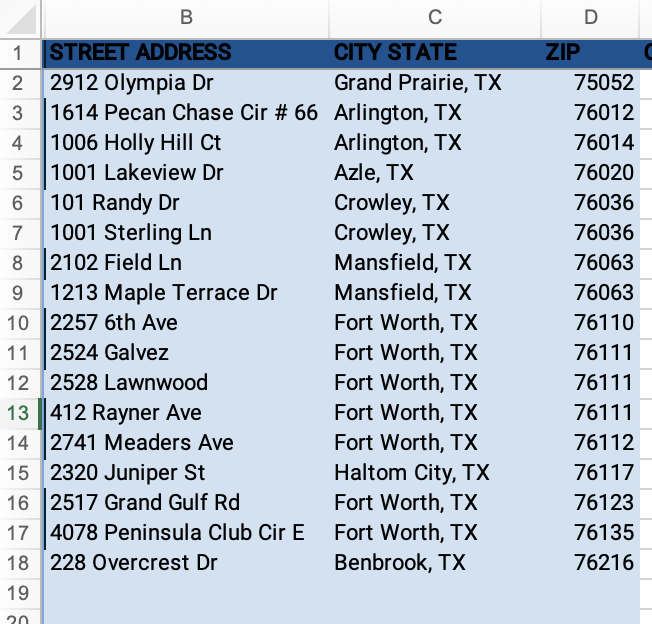 B C D
1 STREET ADDRESS CITY STATE ZIP
2 2912 Olympia Dr Grand Prairie, TX 75052
3 1614 Pecan Chase Cir # 66 Arlington, TX 76012
4 1006 Holly Hill Ct Arlington, TX 76014
5 1001 Lakeview Dr Azle, TX 76020
6 101 Randy Dr Crowley, TX 76036
7 1001 Sterling Ln Crowley, TX 76036
8 2102 Field Ln Mansfield, TX 76063
9 1213 Maple Terrace Dr Mansfield, TX 76063
10 2257 6th Ave Fort Worth, TX 76110
11 2524 Galvez Fort Worth, TX 76111
12 2528 Lawnwood Fort Worth, TX 76111
13 412 Rayner Ave Fort Worth, TX 76111
14 2741 Meaders Ave Fort Worth, TX 76112
15 2320 Juniper St Haltom City, TX 76117
16 2517 Grand Gulf Rd Fort Worth, TX 76123
17 4078 Peninsula Club Cir E Fort Worth, TX 76135
18 228 Overcrest Dr Benbrook, TX 76216
19
20